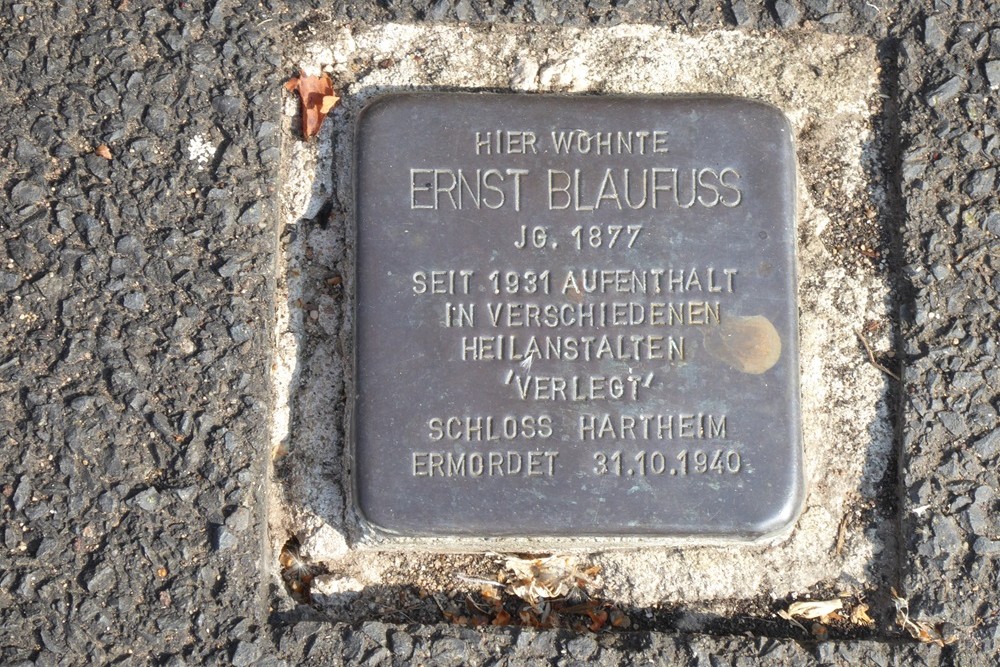 HIER WOHNTE
ERNST BLAUFUSS
JG. 1877
SEIT 1931 AUFENTHALT
IN VERSCHIEDENEN
HEILANSTALTEN
'VERLEGT'
SCHLOSS HARTHEIM
ERMORDET 31.10.1940